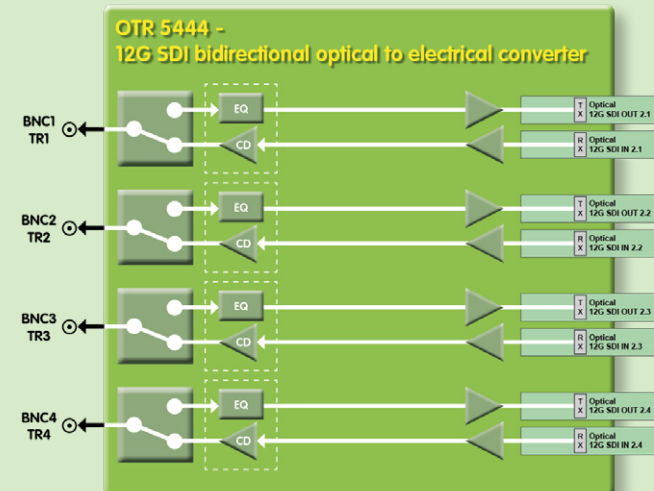 OTR 5444 -
12G SDI bidirectional optical to electrical converter
BNC1
TR1
EQ
CD
T
X
Optical
12G SDI OUT 2.1
R
X
Optical
12G SDI IN 2.1
BNC2
TR2
EQ
CD
T
X
Optical
12G SDI OUT 2.2
R
X
Optical
12G SDI IN 2.2
BNC3
TR3
EQ
CD
T
X
Optical
12G SDI OUT 2.3
R
X
Optical
12G SDI IN 2.3
BNC4
TR4
EQ
CD
T
X
Optical
12G SDI OUT 2.4
R
X
Optical
12G SDI IN 2.4